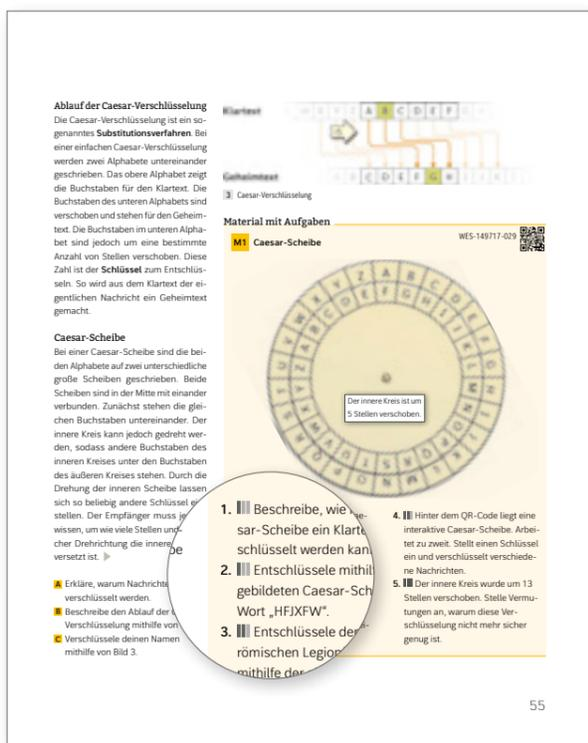 Ablauf der Caesar-Verschlüsselung
Die Caesar-Verschlüsselung ist ein so-
genanntes Substitutionsverfahren. Bei
einer einfachen Caesar-Verschlüsselung
werden zwei Alphabete untereinander
geschrieben. Das obere Alphabet zeigt
die Buchstaben für den Klartext. Die
Buchstaben des unteren Alphabets sind
verschoben und stehen für den Geheim-
text. Die Buchstaben im unteren Alpha-
bet sind jedoch um eine bestimmte
Anzahl von Stellen verschoben. Diese
Zahl ist der Schlüssel zum Entschlüs-
seln. So wird aus dem Klartext der ei-
gentlichen Nachricht ein Geheimtext
gemacht.
Caesar-Scheibe
Bei einer Caesar-Scheibe sind die bei-
den Alphabete auf zwei unterschiedliche
große Scheiben geschrieben. Beide
Scheiben sind in der Mitte mit einander
verbunden. Zunächst stehen die glei-
chen Buchstaben untereinander. Der
innere Kreis kann jedoch gedreht wer-
den, sodass andere Buchstaben des
inneren Kreises unter den Buchstaben
des äußeren Kreises stehen. Durch die
Drehung der inneren Scheibe lassen
sich so beliebig andere Schlüssel
stellen. Der Empfänger muss
wissen, um wie viele Stellen und
cher Drehrichtung die innere
versetzt ist.
A Erkläre, warum Nachrichte
verschlüsselt werden.
B Beschreibe den Ablauf der
Verschlüsselung mithilfe von
C Verschlüssele deinen Namen
mithilfe von Bild 3.
Klartext
A B C D E F
Geheimtext
C D E F G H
3 Caesar-Verschlüsselung
Material mit Aufgaben
M1 Caesar-Scheibe
WES-149717-029
Der innere Kreis ist um
5 Stellen verschoben.
1. Beschreibe, wie
sar-Scheibe ein Klarte
schlüsselt werden kan
2. Entschlüssele mithil
gebildeten Caesar-Sch
Wort „HFJXFW“.
3. Entschlüssele der
römischen Legion
mithilfe der
4. Hinter dem QR-Code liegt eine
interaktive Caesar-Scheibe. Arbei-
tet zu zweit. Stellt einen Schlüssel
ein und verschlüsselt verschiede-
ne Nachrichten.
5. Der innere Kreis wurde um 13
Stellen verschoben. Stelle Vermu-
tungen an, warum diese Ver-
schlüsselung nicht mehr sicher
genug ist.
55